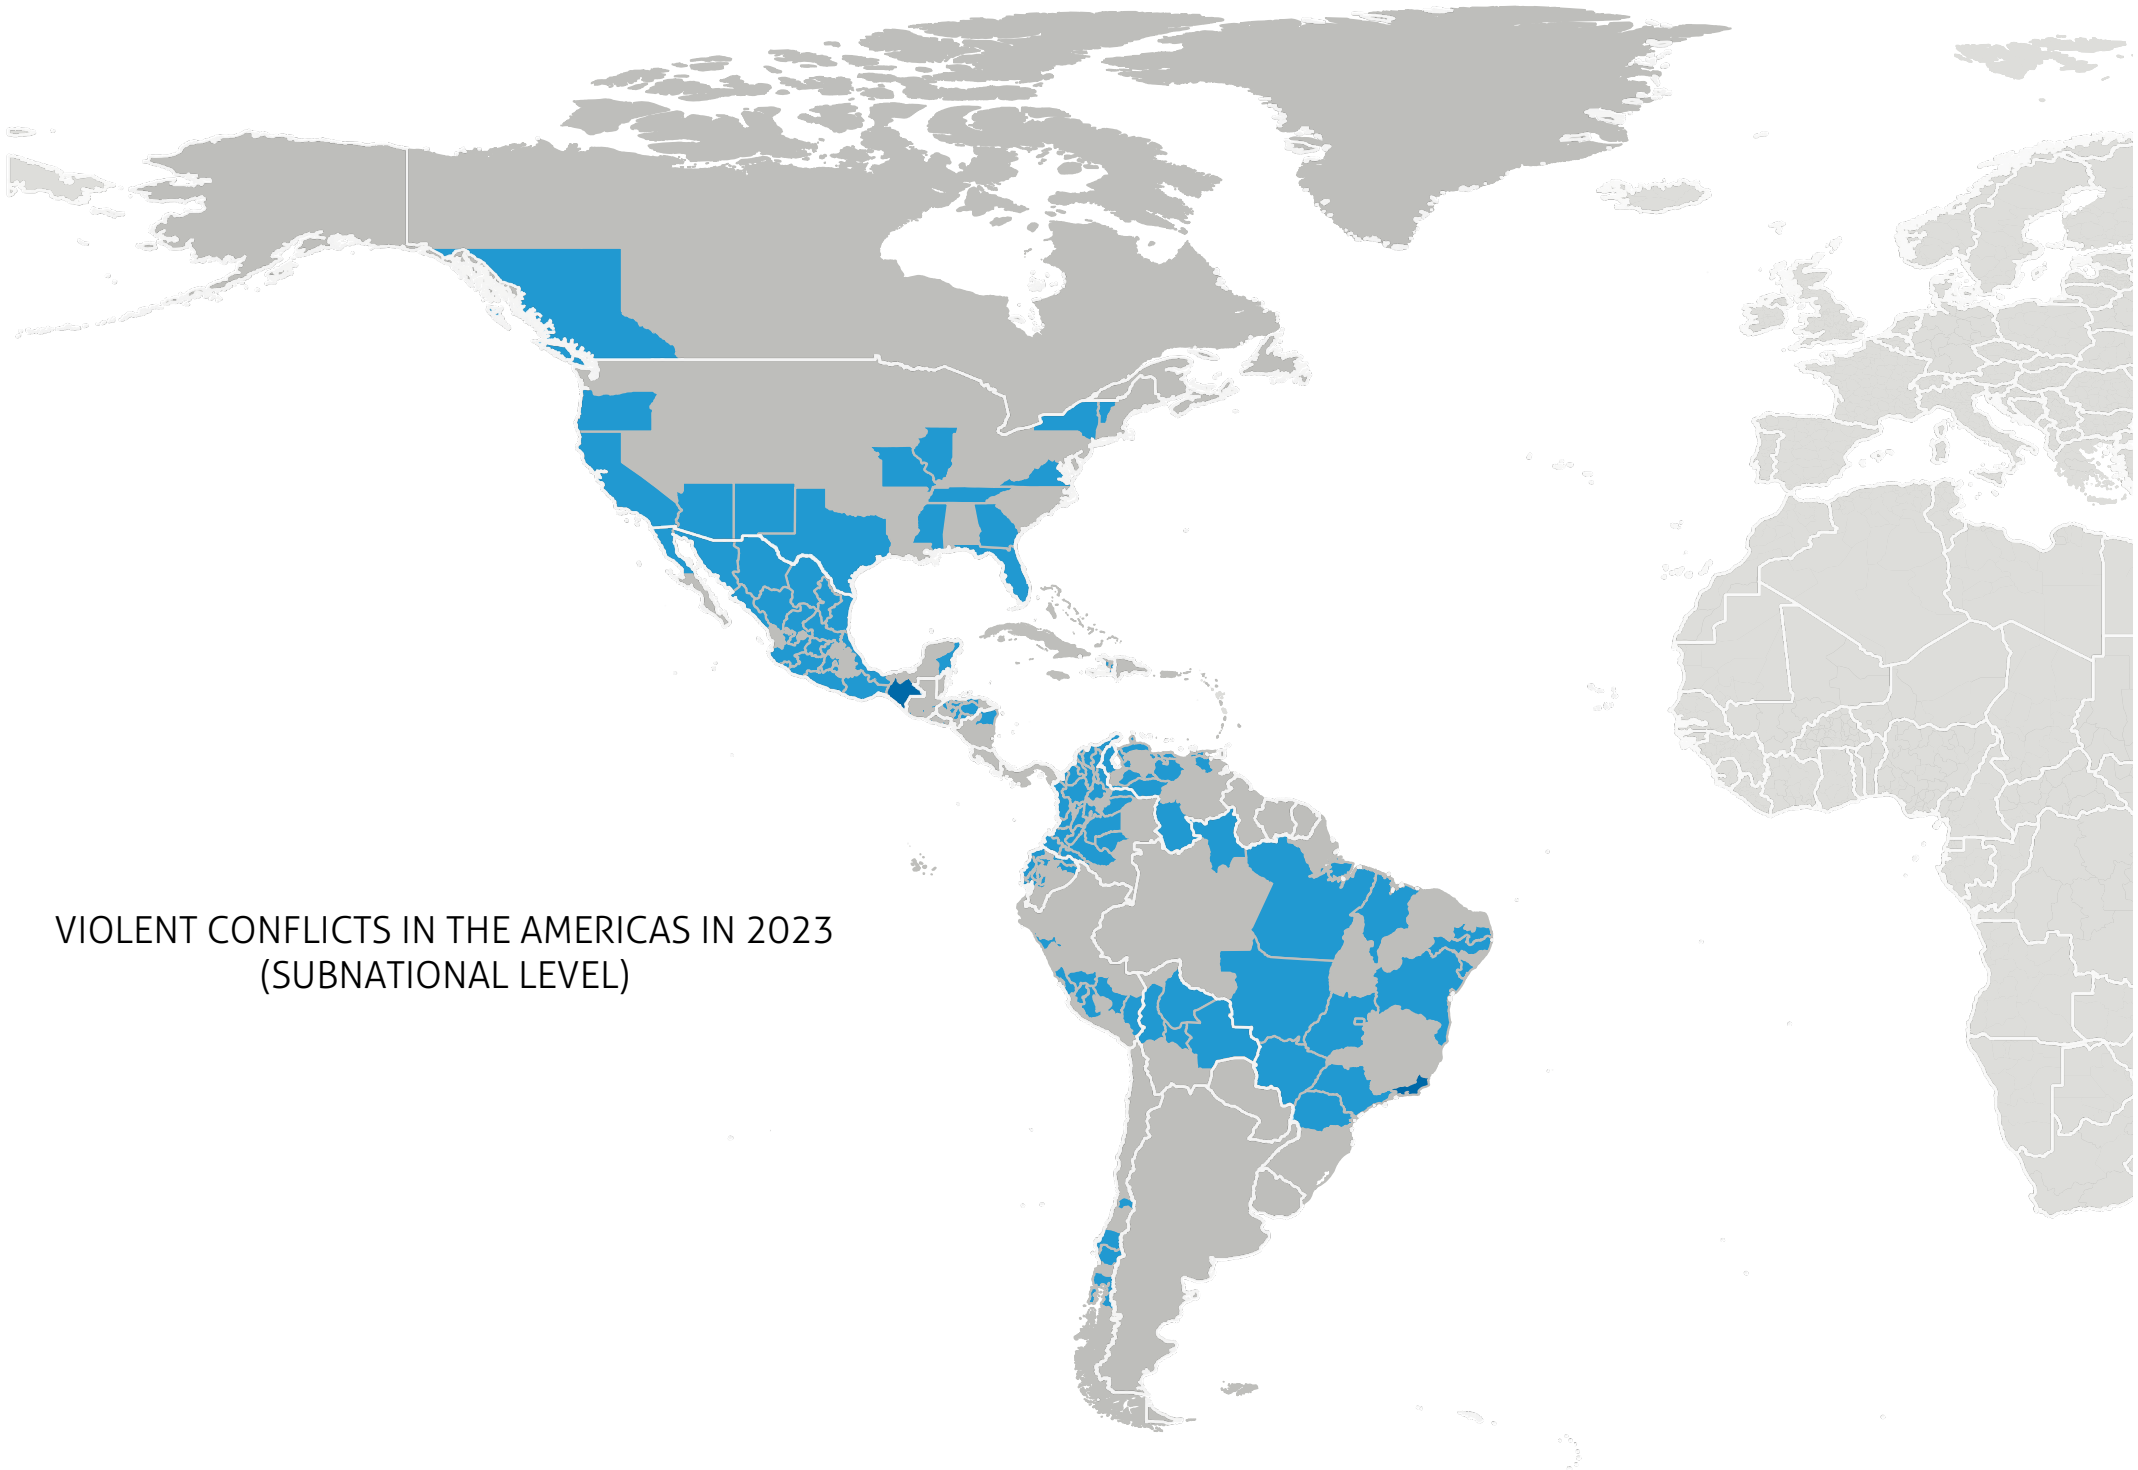 VIOLENT CONFLICTS IN THE AMERICAS IN 2023
(SUBNATIONAL LEVEL)